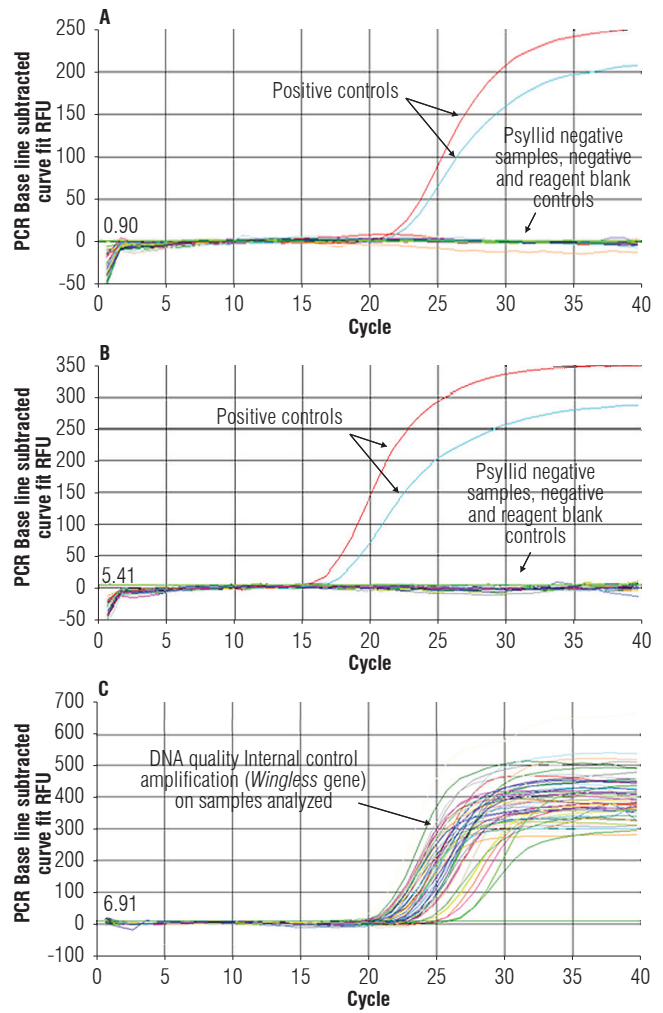 A
PCR Base line subtracted
curve fit RFU
250
200
150
100
50
0
-50
Positive controls
Psyllid negative
samples, negative
and reagent blank
controls
0.90
0 5 10 15 20 25 30 35 40
Cycle
B
PCR Base line subtracted
curve fit RFU
350
300
250
200
150
100
50
0
-50
Positive controls
Psyllid negative
samples, negative
and reagent blank
controls
5.41
0 5 10 15 20 25 30 35 40
Cycle
C
PCR Base line subtracted
curve fit RFU
700
600
500
400
300
200
100
0
-100
DNA quality Internal control
amplification (Wingless gene)
on samples analyzed
6.91
0 5 10 15 20 25 30 35 40
Cycle